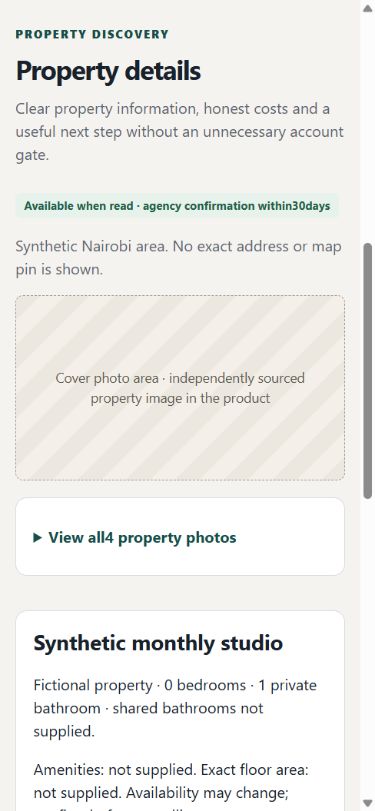 PROPERTY DISCOVERY
Property details
Clear property information, honest costs and a
useful next step without an unnecessary account
gate.
Available when read · agency confirmation within30days
Synthetic Nairobi area. No exact address or map
pin is shown.
Cover photo area · independently sourced
property image in the product
▶ View all4 property photos
Synthetic monthly studio
Fictional property · 0 bedrooms · 1 private
bathroom · shared bathrooms not
supplied.
Amenities: not supplied. Exact floor area:
not supplied. Availability may change;